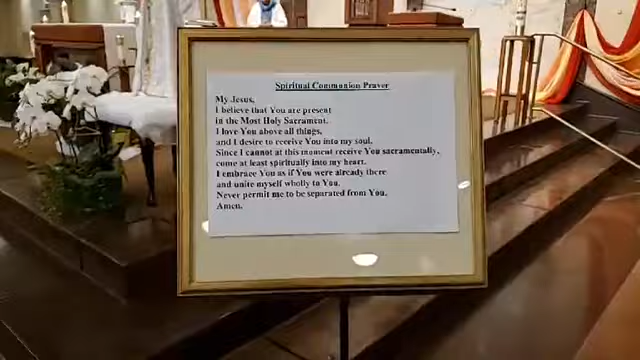 Spiritual Communion Prayer
My Jesus,
I believe that You are present
in the Most Holy Sacrament.
I love You above all things,
and I desire to receive You into my soul.
Since I cannot at this moment receive You sacramentally,
come at least spiritually into my heart.
I embrace You as if You were already there
and unite myself wholly to You.
Never permit me to be separated from You.
Amen.